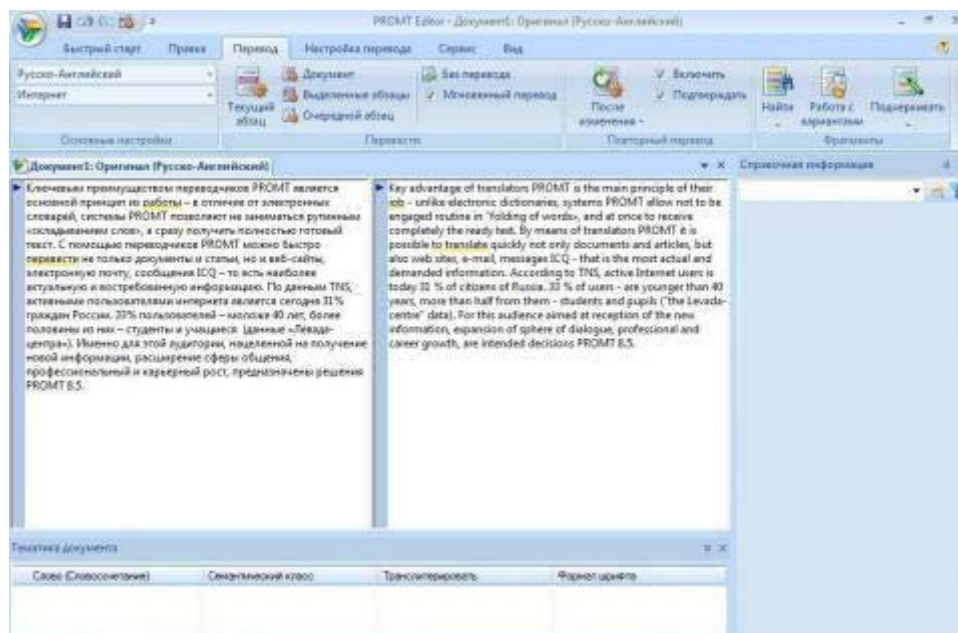 PROMT Editor - Документ1: Оригинал (Русско-Английский)
Быстрый старт Правка Перевод Настройка перевода Сервис Вид
Русско-Английский
Интернет
Основные настройки
Текущий
абзац
Документ
Выделенные абзацы
Очередной абзац
Без перевода
Мгновенный перевод
Перевести
После
изменения
Включить
Подтверждать
Повторный перевод
Найти
Работа с
вариантами
Подчеркивать
Фрагменты
Документ1: Оригинал (Русско-Английский)
Справочная информация
Ключевым преимуществом переводчиков PROMT является
основной принцип их работы – в отличие от электронных
словарей, системы PROMT позволяют не заниматься рутинным
«складыванием слов», а сразу получить полностью готовый
текст. С помощью переводчиков PROMT можно быстро
перевести не только документы и статьи, но и веб-сайты,
электронную почту, сообщения ICQ – то есть наиболее
актуальную и востребованную информацию. По данным TNS,
активными пользователями интернета является сегодня 31%
граждан России. 33% пользователей – моложе 40 лет, более
половины из них – студенты и учащиеся (данные «Левада-
центра»). Именно для этой аудитории, нацеленной на получение
новой информации, расширение сферы общения,
профессиональный и карьерный рост, предназначены решения
PROMT 8.5.
Key advantage of translators PROMT is the main principle of their
job - unlike electronic dictionaries, systems PROMT allow not to be
engaged routine in "folding of words», and at once to receive
completely the ready text. By means of translators PROMT it is
possible to translate quickly not only documents and articles, but
also web sites, e-mail, messages ICQ - that is the most actual and
demanded information. According to TNS, active Internet users is
today 31 % of citizens of Russia. 33 % of users - are younger than 40
years, more than half from them - students and pupils ("the Levada-
centre" data). For this audience aimed at reception of the new
information, expansion of sphere of dialogue, professional and
career growth, are intended decisions PROMT 8.5.
Тематика документа
Слово (Словосочетание) Семантический класс Транслитерировать Формат шрифта